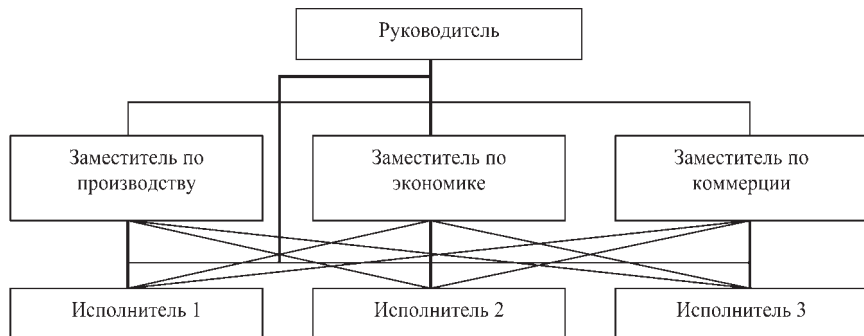 Руководитель
Заместитель по
производству
Заместитель по
экономике
Заместитель по
коммерции
Исполнитель 1
Исполнитель 2
Исполнитель 3